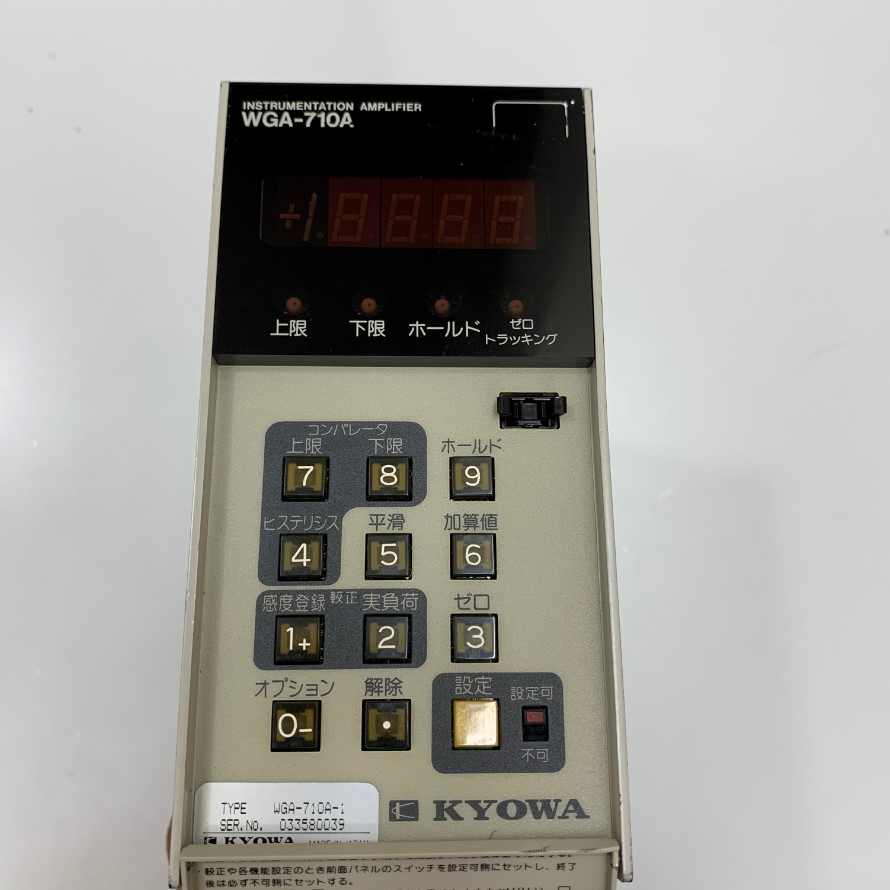 INSTRUMENTATION AMPLIFIER
WGA-710A
上限 下限 ホールド ゼロトラッキング
コンパレータ
上限 下限 ホールド
7 8 9
ヒステリシス 平滑 加算値
4 5 6
感度登録 較正 実負荷 ゼロ
1+ 2 3
オプション 解除 設定 設定可
0− •
不可
TYPE WGA-710A-1
SER.NO. 033580039
KYOWA MADE IN JAPAN
KYOWA
較正や各機能設定のとき前面パネルのスイッチを設定可側にセットし、終了
後は必ず不可側にセットする。